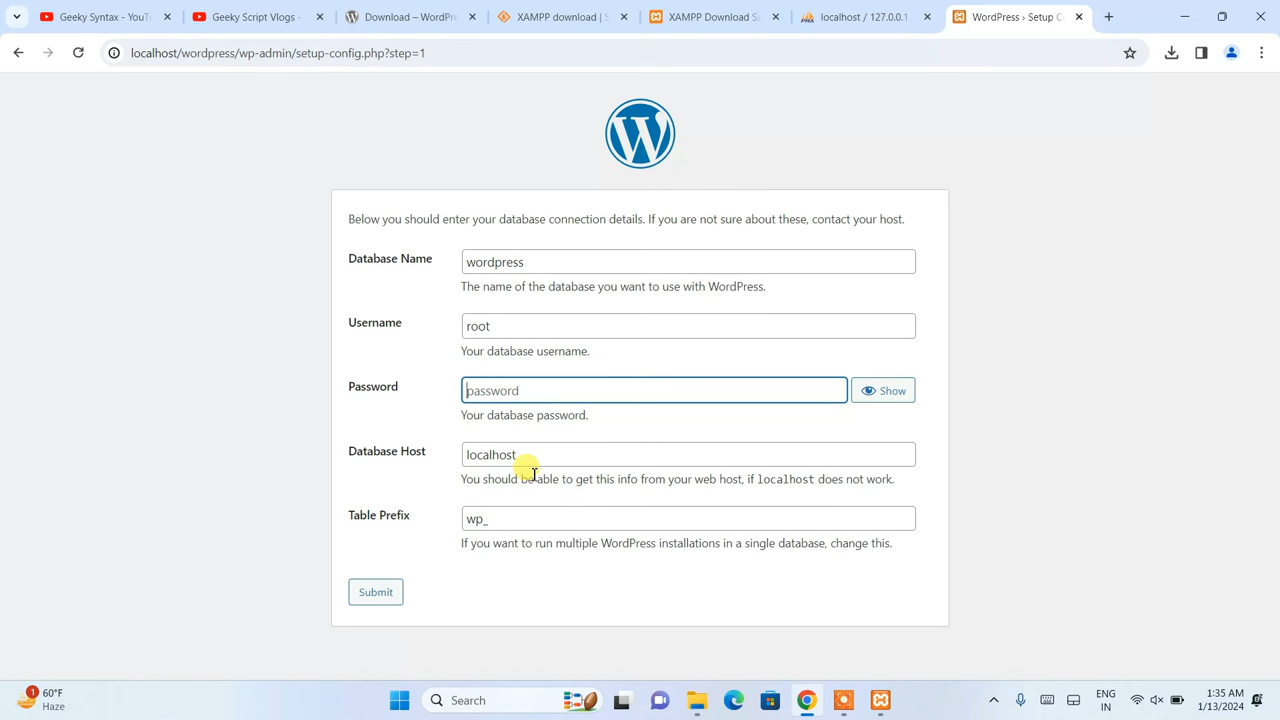 Geeky Syntax - YouT
Geeky Script Vlogs -
Download – WordPre
XAMPP download | S
XAMPP Download Sa
localhost / 127.0.0.1
WordPress › Setup C
localhost/wordpress/wp-admin/setup-config.php?step=1
W
Below you should enter your database connection details. If you are not sure about these, contact your host.
Database Name
wordpress
The name of the database you want to use with WordPress.
Username
root
Your database username.
Password
password
Show
Your database password.
Database Host
localhost
You should be able to get this info from your web host, if localhost does not work.
Table Prefix
wp_
If you want to run multiple WordPress installations in a single database, change this.
Submit
1
60°F
Haze
Search
ENG
IN
1:35 AM
1/13/2024